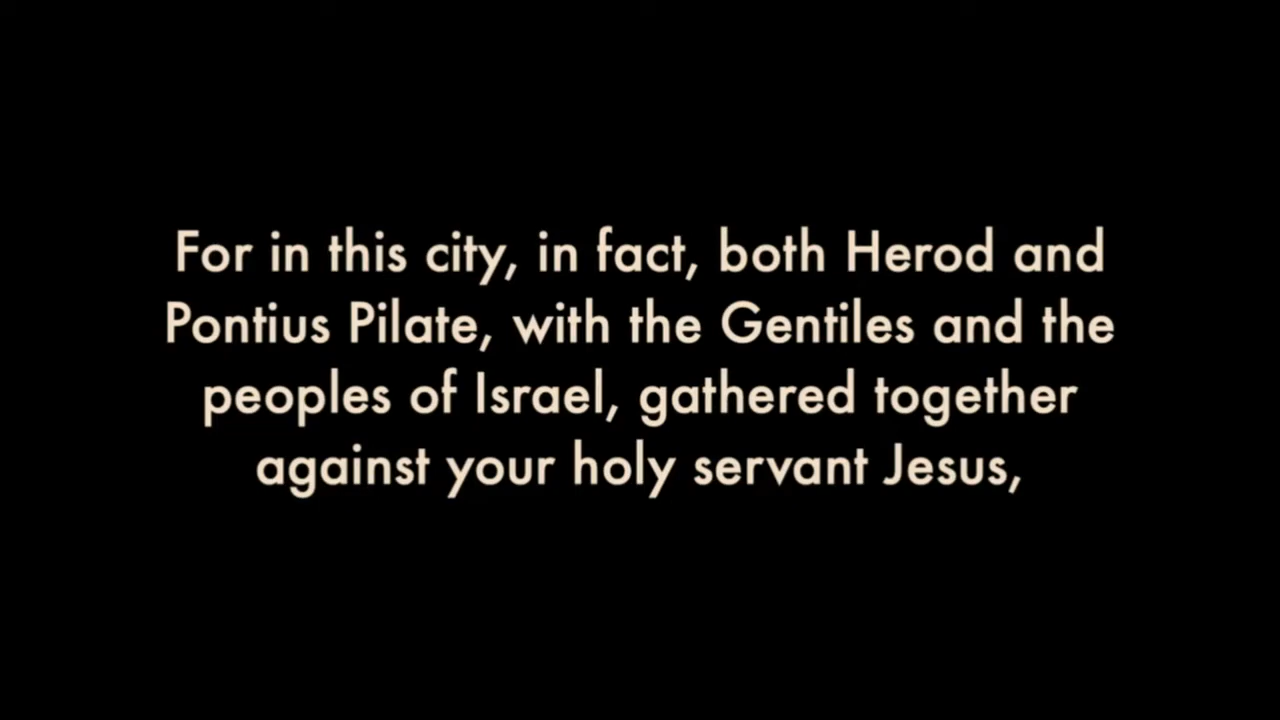 For in this city, in fact, both Herod and
Pontius Pilate, with the Gentiles and the
peoples of Israel, gathered together
against your holy servant Jesus,